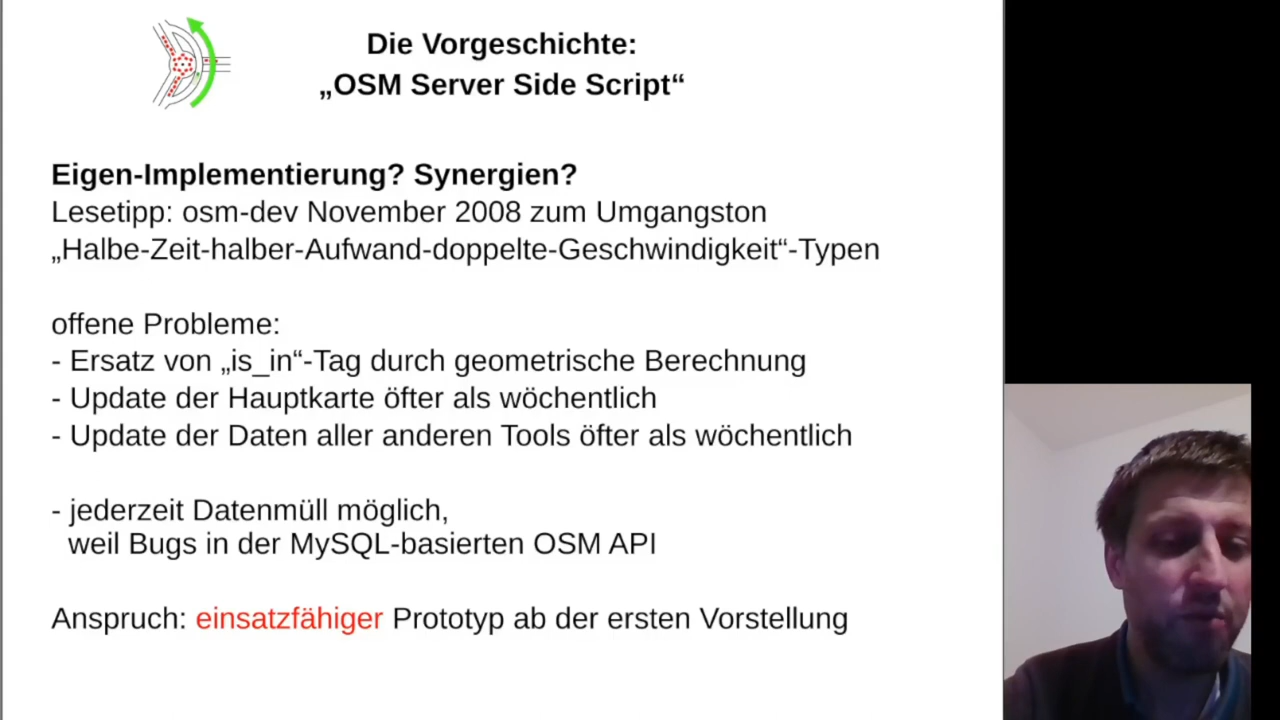 Die Vorgeschichte:
„OSM Server Side Script“
Eigen-Implementierung? Synergien?
Lesetipp: osm-dev November 2008 zum Umgangston
„Halbe-Zeit-halber-Aufwand-doppelte-Geschwindigkeit“-Typen
offene Probleme:
- Ersatz von „is_in“-Tag durch geometrische Berechnung
- Update der Hauptkarte öfter als wöchentlich
- Update der Daten aller anderen Tools öfter als wöchentlich
- jederzeit Datenmüll möglich,
weil Bugs in der MySQL-basierten OSM API
Anspruch: einsatzfähiger Prototyp ab der ersten Vorstellung